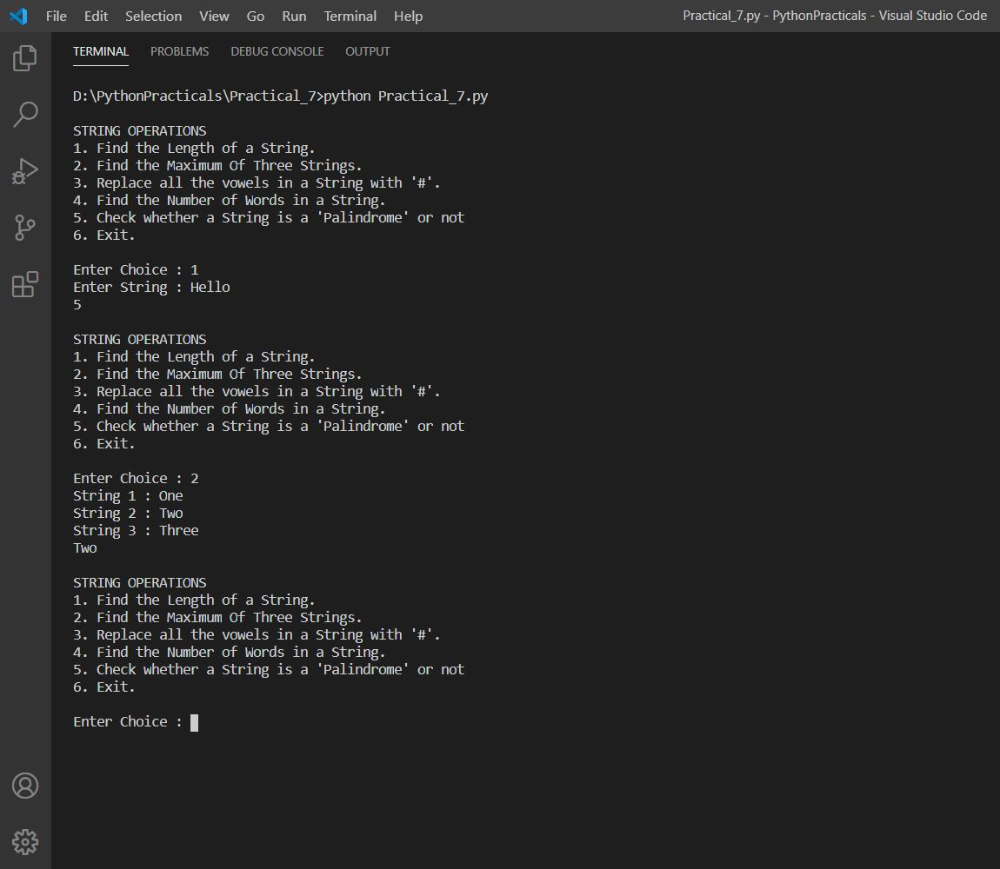 File Edit Selection View Go Run Terminal Help Practical_7.py - PythonPracticals - Visual Studio Code
TERMINAL PROBLEMS DEBUG CONSOLE OUTPUT
D:\PythonPracticals\Practical_7>python Practical_7.py
STRING OPERATIONS
1. Find the Length of a String.
2. Find the Maximum Of Three Strings.
3. Replace all the vowels in a String with '#'.
4. Find the Number of Words in a String.
5. Check whether a String is a 'Palindrome' or not
6. Exit.
Enter Choice : 1
Enter String : Hello
5
STRING OPERATIONS
1. Find the Length of a String.
2. Find the Maximum Of Three Strings.
3. Replace all the vowels in a String with '#'.
4. Find the Number of Words in a String.
5. Check whether a String is a 'Palindrome' or not
6. Exit.
Enter Choice : 2
String 1 : One
String 2 : Two
String 3 : Three
Two
STRING OPERATIONS
1. Find the Length of a String.
2. Find the Maximum Of Three Strings.
3. Replace all the vowels in a String with '#'.
4. Find the Number of Words in a String.
5. Check whether a String is a 'Palindrome' or not
6. Exit.
Enter Choice :